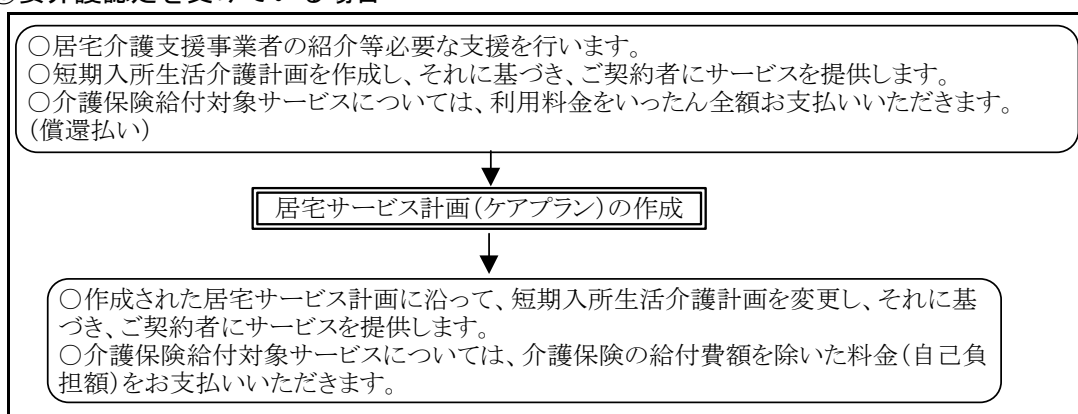 ○要介護認定を受けている場合
○居宅介護支援事業者の紹介等必要な支援を行います。
○短期入所生活介護計画を作成し、それに基づき、ご契約者にサービスを提供します。
○介護保険給付対象サービスについては、利用料金をいったん全額お支払いいただきます。
(償還払い)
居宅サービス計画(ケアプラン)の作成
○作成された居宅サービス計画に沿って、短期入所生活介護計画を変更し、それに基
づき、ご契約者にサービスを提供します。
○介護保険給付対象サービスについては、介護保険の給付費額を除いた料金(自己負
担額)をお支払いいただきます。